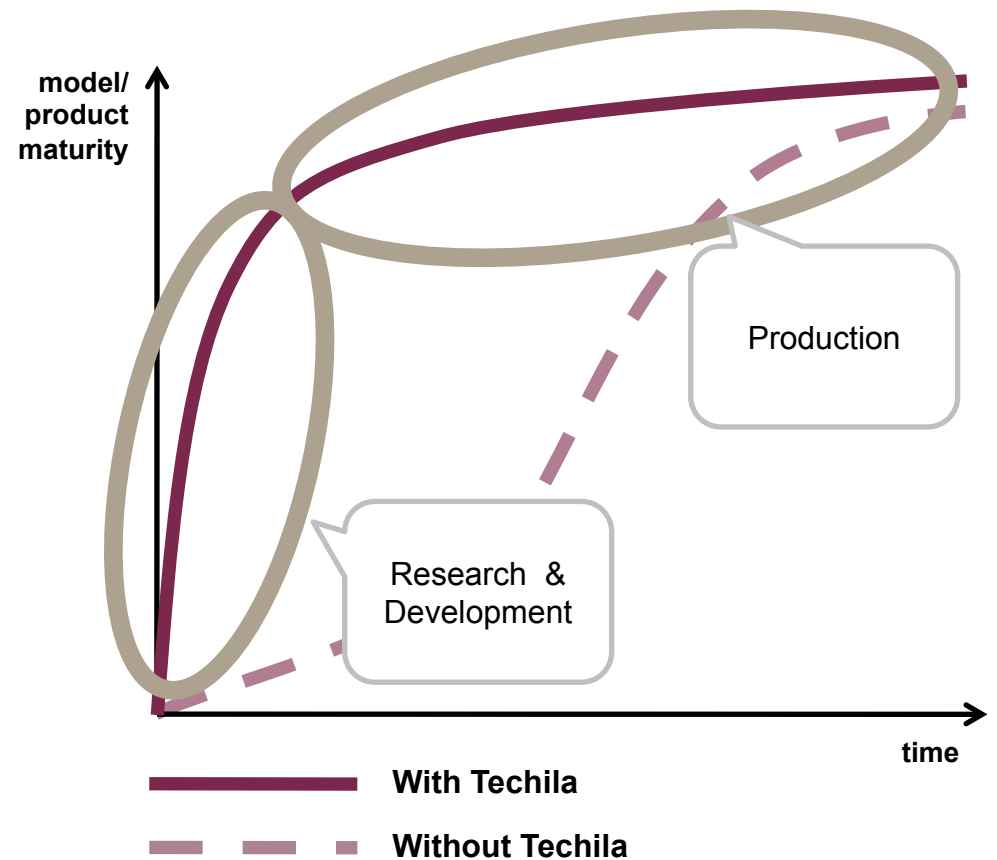 model/
product
maturity
Production
Research & 
Development
time
With Techila
Without Techila